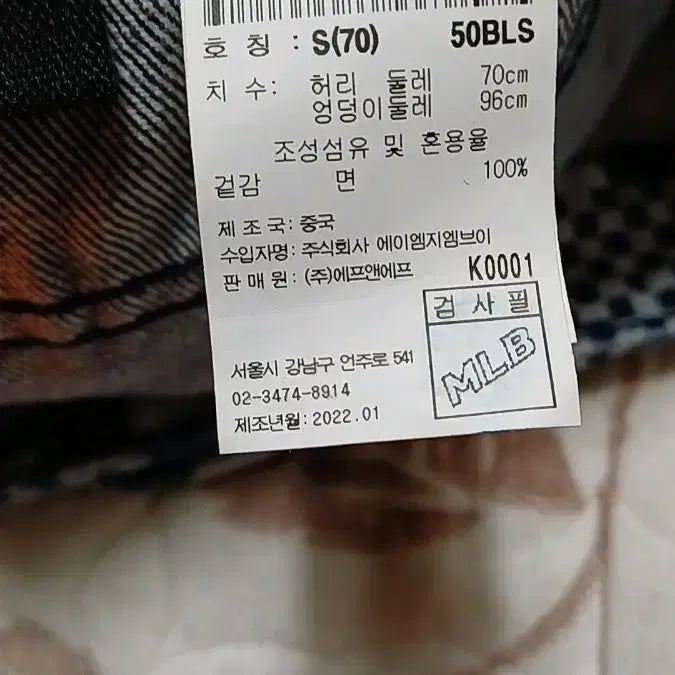 호 칭 : S(70) 50BLS
치 수: 허리 둘레 70cm
엉덩이둘레 96cm
조성섬유 및 혼용율
겉감 면 100%
제 조 국: 중국
수입자명: 주식회사 에이엠지엠브이
판 매 원: (주)에프앤에프 K0001
검 사 필
MLB
서울시 강남구 언주로 541
02-3474-8914
제조년월: 2022.01